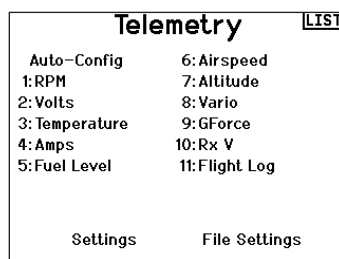 Telemetry
LIST
Auto-Config
1:RPM
2:Volts
3:Temperature
4:Amps
5:Fuel Level
6:Airspeed
7:Altitude
8:Vario
9:GForce
10:Rx V
11:Flight Log
Settings
File Settings